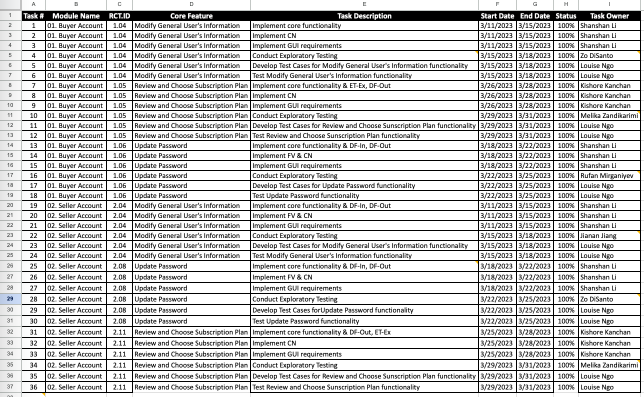 A B C D E F G H I
1 Task # Module Name RCT.ID Core Feature Task Description Start Date End Date Status Task Owner
2 1 01. Buyer Account 1.04 Modify General User's Information Implement core functionality 3/11/2023 3/15/2023 100% Shanshan Li
3 2 01. Buyer Account 1.04 Modify General User's Information Implement CN 3/11/2023 3/15/2023 100% Shanshan Li
4 3 01. Buyer Account 1.04 Modify General User's Information Implement GUI requirements 3/11/2023 3/15/2023 100% Shanshan Li
5 4 01. Buyer Account 1.04 Modify General User's Information Conduct Exploratory Testing 3/15/2023 3/18/2023 100% Zo DiSanto
6 5 01. Buyer Account 1.04 Modify General User's Information Develop Test Cases for Modify General User's Information functionality 3/15/2023 3/18/2023 100% Louise Ngo
7 6 01. Buyer Account 1.04 Modify General User's Information Test Modify General User's Information functionality 3/15/2023 3/18/2023 100% Louise Ngo
8 7 01. Buyer Account 1.05 Review and Choose Subscription Plan Implement core functionality & ET-Ex, DF-Out 3/26/2023 3/28/2023 100% Kishore Kanchan
9 8 01. Buyer Account 1.05 Review and Choose Subscription Plan Implement CN 3/26/2023 3/28/2023 100% Kishore Kanchan
10 9 01. Buyer Account 1.05 Review and Choose Subscription Plan Implement GUI requirements 3/26/2023 3/28/2023 100% Kishore Kanchan
11 10 01. Buyer Account 1.05 Review and Choose Subscription Plan Conduct Exploratory Testing 3/29/2023 3/31/2023 100% Melika Zandikarimi
12 11 01. Buyer Account 1.05 Review and Choose Subscription Plan Develop Test Cases for Review and Choose Sunscription Plan functionality 3/29/2023 3/31/2023 100% Louise Ngo
13 12 01. Buyer Account 1.05 Review and Choose Subscription Plan Test Review and Choose Sunscription Plan functionality 3/29/2023 3/31/2023 100% Louise Ngo
14 13 01. Buyer Account 1.06 Update Password Implement core functionality & DF-In, DF-Out 3/18/2023 3/22/2023 100% Shanshan Li
15 14 01. Buyer Account 1.06 Update Password Implement FV & CN 3/18/2023 3/22/2023 100% Shanshan Li
16 15 01. Buyer Account 1.06 Update Password Implement GUI requirements 3/18/2023 3/22/2023 100% Shanshan Li
17 16 01. Buyer Account 1.06 Update Password Conduct Exploratory Testing 3/22/2023 3/25/2023 100% Rufan Mirganiyev
18 17 01. Buyer Account 1.06 Update Password Develop Test Cases for Update Password functionality 3/22/2023 3/25/2023 100% Louise Ngo
19 18 01. Buyer Account 1.06 Update Password Test Update Password functionality 3/22/2023 3/25/2023 100% Louise Ngo
20 19 02. Seller Account 2.04 Modify General User's Information Implement core functionality & DF-In, DF-Out 3/11/2023 3/15/2023 100% Shanshan Li
21 20 02. Seller Account 2.04 Modify General User's Information Implement FV & CN 3/11/2023 3/15/2023 100% Shanshan Li
22 21 02. Seller Account 2.04 Modify General User's Information Implement GUI requirements 3/11/2023 3/15/2023 100% Shanshan Li
23 22 02. Seller Account 2.04 Modify General User's Information Conduct Exploratory Testing 3/15/2023 3/18/2023 100% Jianan Jiang
24 23 02. Seller Account 2.04 Modify General User's Information Develop Test Cases for Modify General User's Information functionality 3/15/2023 3/18/2023 100% Louise Ngo
25 24 02. Seller Account 2.04 Modify General User's Information Test Modify General User's Information functionality 3/15/2023 3/18/2023 100% Louise Ngo
26 25 02. Seller Account 2.08 Update Password Implement core functionality & DF-In, DF-Out 3/18/2023 3/22/2023 100% Shanshan Li
27 26 02. Seller Account 2.08 Update Password Implement FV & CN 3/18/2023 3/22/2023 100% Shanshan Li
28 27 02. Seller Account 2.08 Update Password Implement GUI requirements 3/18/2023 3/22/2023 100% Shanshan Li
29 28 02. Seller Account 2.08 Update Password Conduct Exploratory Testing 3/22/2023 3/25/2023 100% Zo DiSanto
30 29 02. Seller Account 2.08 Update Password Develop Test Cases forUpdate Password functionality 3/22/2023 3/25/2023 100% Louise Ngo
31 30 02. Seller Account 2.08 Update Password Test Update Password functionality 3/22/2023 3/25/2023 100% Louise Ngo
32 31 02. Seller Account 2.11 Review and Choose Subscription Plan Implement core functionality & DF-Out, ET-Ex 3/25/2023 3/28/2023 100% Kishore Kanchan
33 32 02. Seller Account 2.11 Review and Choose Subscription Plan Implement CN 3/25/2023 3/28/2023 100% Kishore Kanchan
34 33 02. Seller Account 2.11 Review and Choose Subscription Plan Implement GUI requirements 3/25/2023 3/28/2023 100% Kishore Kanchan
35 34 02. Seller Account 2.11 Review and Choose Subscription Plan Conduct Exploratory Testing 3/29/2023 3/31/2023 100% Melika Zandikarimi
36 35 02. Seller Account 2.11 Review and Choose Subscription Plan Develop Test Cases for Review and Choose Sunscription Plan functionality 3/29/2023 3/31/2023 100% Louise Ngo
37 36 02. Seller Account 2.11 Review and Choose Subscription Plan Test Review and Choose Sunscription Plan functionality 3/29/2023 3/31/2023 100% Louise Ngo